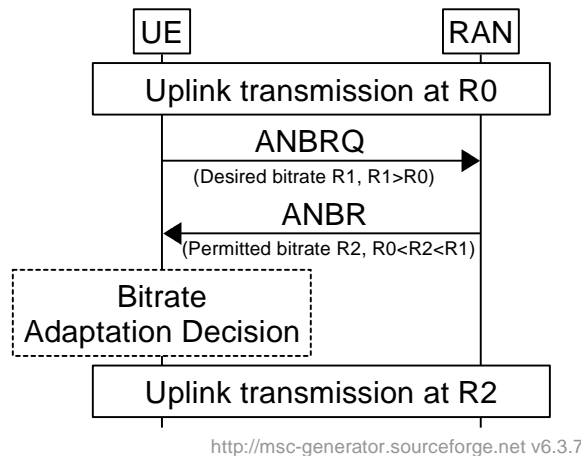 UE
RAN
Uplink transmission at R0
ANBRQ
(Desired bitrate R1, R1>R0)
ANBR
(Permitted bitrate R2, R0<R2<R1)
Bitrate
Adaptation Decision
Uplink transmission at R2
http://msc-generator.sourceforge.net v6.3.7